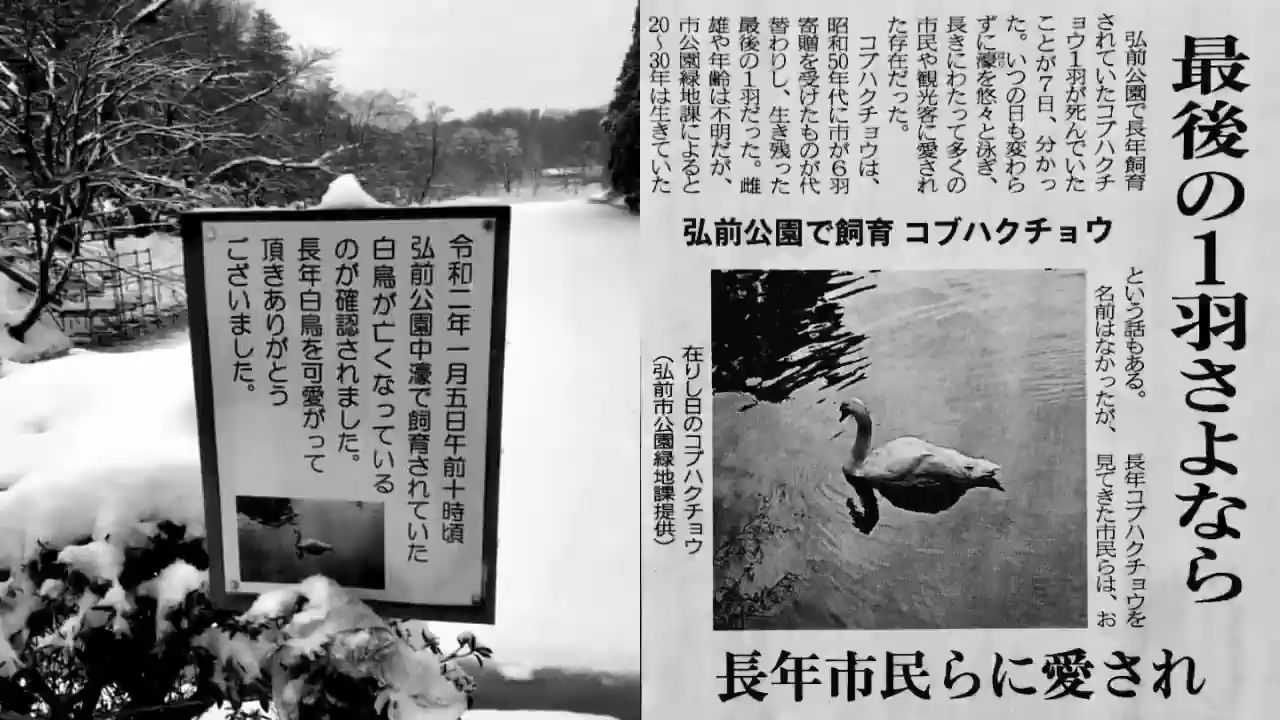 令和二年一月五日午前十時頃
弘前公園中濠で飼育されていた
白鳥が亡くなっている
のが確認されました。
長年白鳥を可愛がって
頂きありがとう
ございました。
最後の1羽さよなら
弘前公園で長年飼育
されていたコブハクチ
ョウ1羽が死んでいた
ことが7日、分かっ
た。いつの日も変わら
ずに濠を悠々と泳ぎ、
長きにわたって多くの
市民や観光客に愛され
た存在だった。
コブハクチョウは、
昭和50年代に市が6羽
寄贈を受けたものが代
替わりし、生き残った
最後の1羽だった。雌
雄や年齢は不明だが、
市公園緑地課によると
20〜30年は生きていた
弘前公園で飼育 コブハクチョウ
という話もある。
名前はなかったが、
長年コブハクチョウを
見てきた市民らは、お
在りし日のコブハクチョウ
(弘前市公園緑地課提供)
長年市民らに愛され